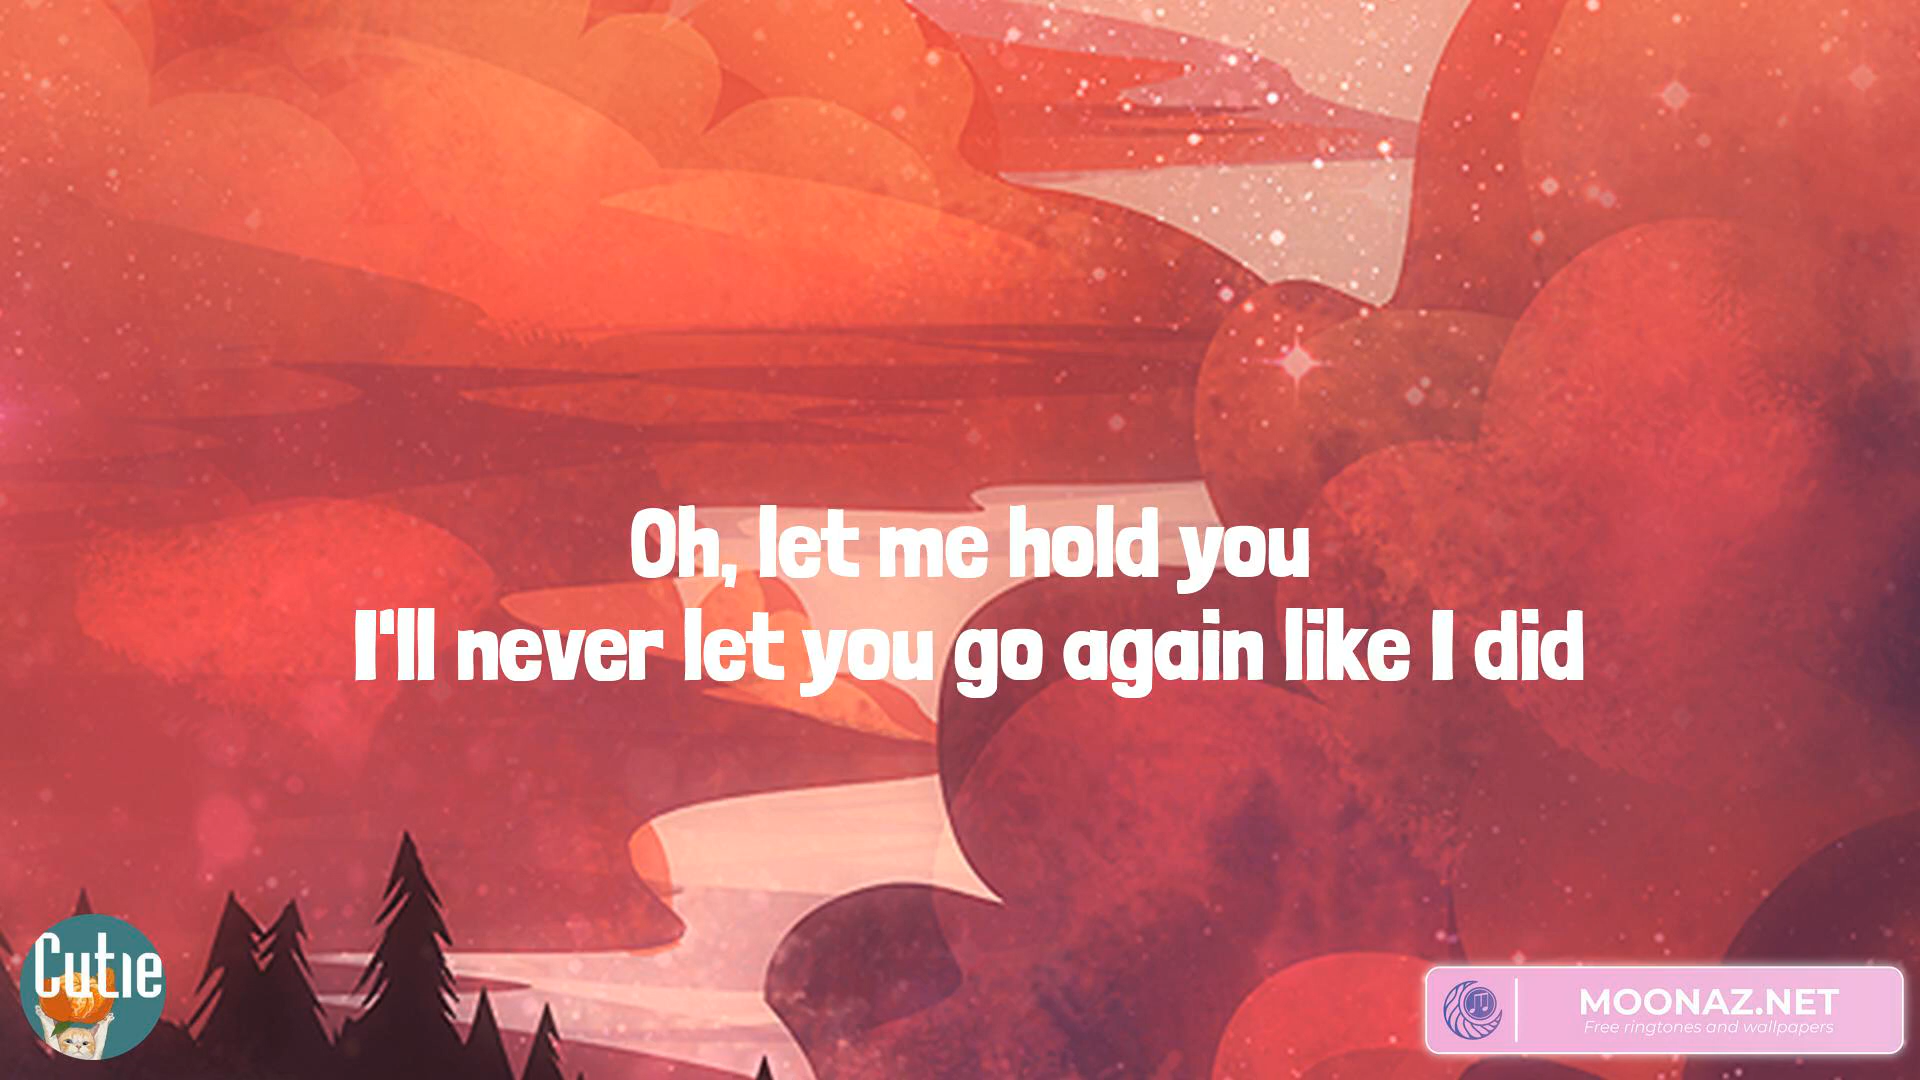 Oh, let me hold you
I'll never let you go again like I did
Cutie
MOONAZ.NET
Free ringtones and wallpapers